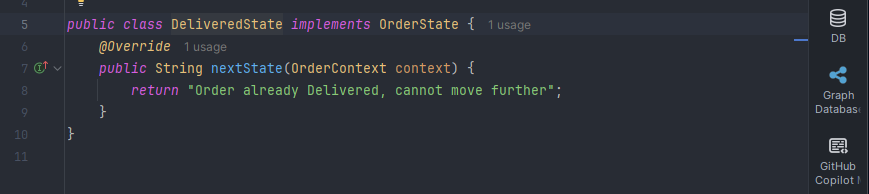 4
5 public class DeliveredState implements OrderState { 1 usage
6 @Override 1 usage
7 public String nextState(OrderContext context) {
8 return "Order already Delivered, cannot move further";
9 }
10 }
11
DB
Graph
Database
GitHub
Copilot